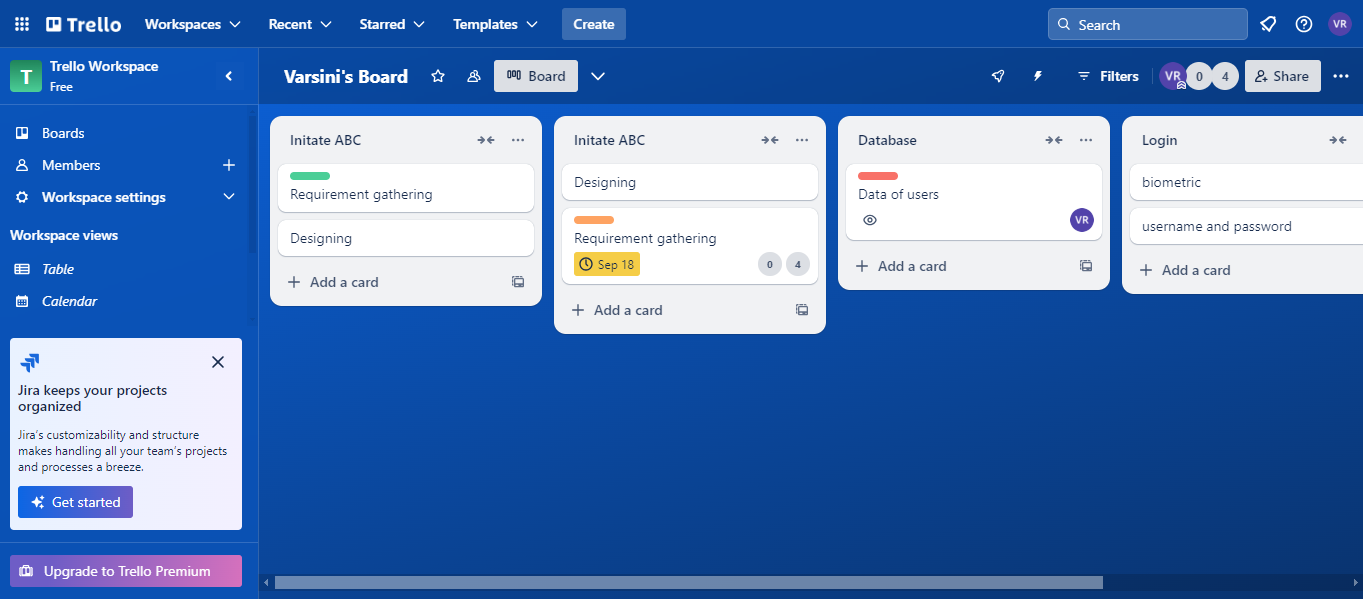 Trello Workspaces Recent Starred Templates Create Search VR
T Trello Workspace
Free
Varsini's Board Board Filters VR 0 4 Share
Boards
Members
Workspace settings
Workspace views
Table
Calendar
Jira keeps your projects
organized
Jira's customizability and structure
makes handling all your team's projects
and processes a breeze.
Get started
Upgrade to Trello Premium
Initate ABC
Requirement gathering
Designing
Add a card
Initate ABC
Designing
Requirement gathering
Sep 18 0 4
Add a card
Database
Data of users
VR
Add a card
Login
biometric
username and password
Add a card